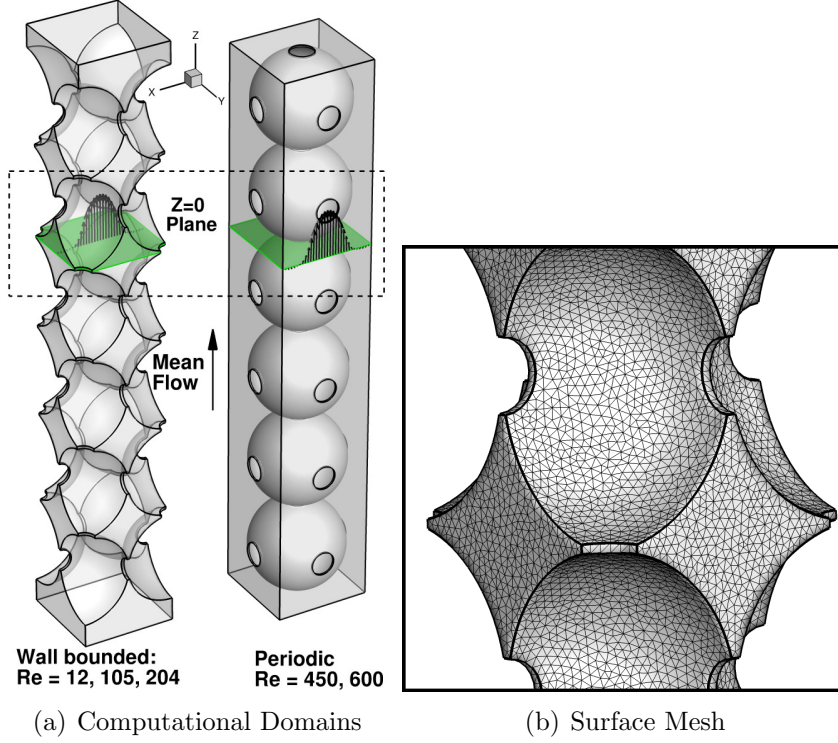 Z
X
Y
Z=0
Plane
Mean
Flow
Wall bounded:
Re = 12, 105, 204
Periodic
Re = 450, 600
(a) Computational Domains
(b) Surface Mesh